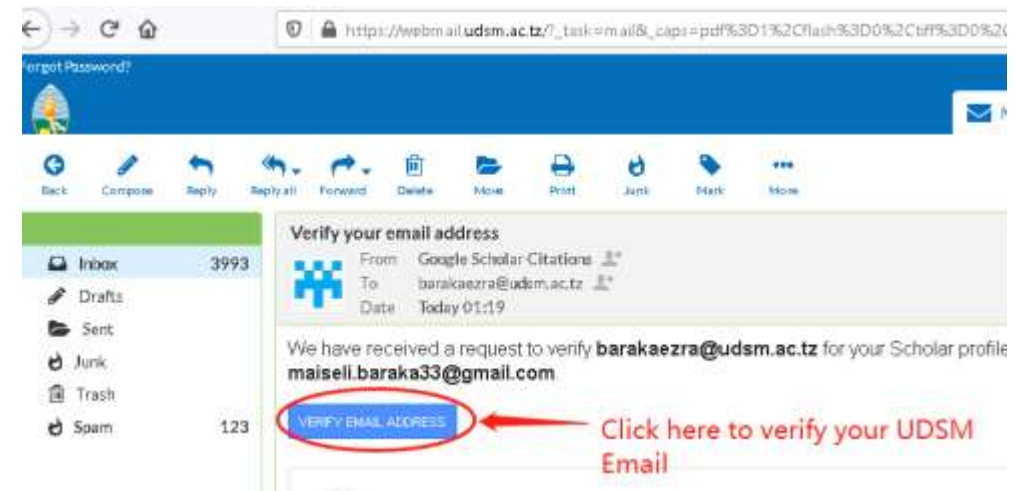 https://webmail.udsm.ac.tz/?_task=mail&_caps=pdf%3D1%2Cflash%3D0%2Ctiff%3D0%2C
Forgot Password?
Back Compose Reply Reply all Forward Delete Move Print Junk Mark More
Inbox 3993
Drafts
Sent
Junk
Trash
Spam 123
Verify your email address
From Google Scholar Citations
To barakaezra@udsm.ac.tz
Date Today 01:19
We have received a request to verify barakaezra@udsm.ac.tz for your Scholar profile
maiseli.baraka33@gmail.com
VERIFY EMAIL ADDRESS
Click here to verify your UDSM
Email